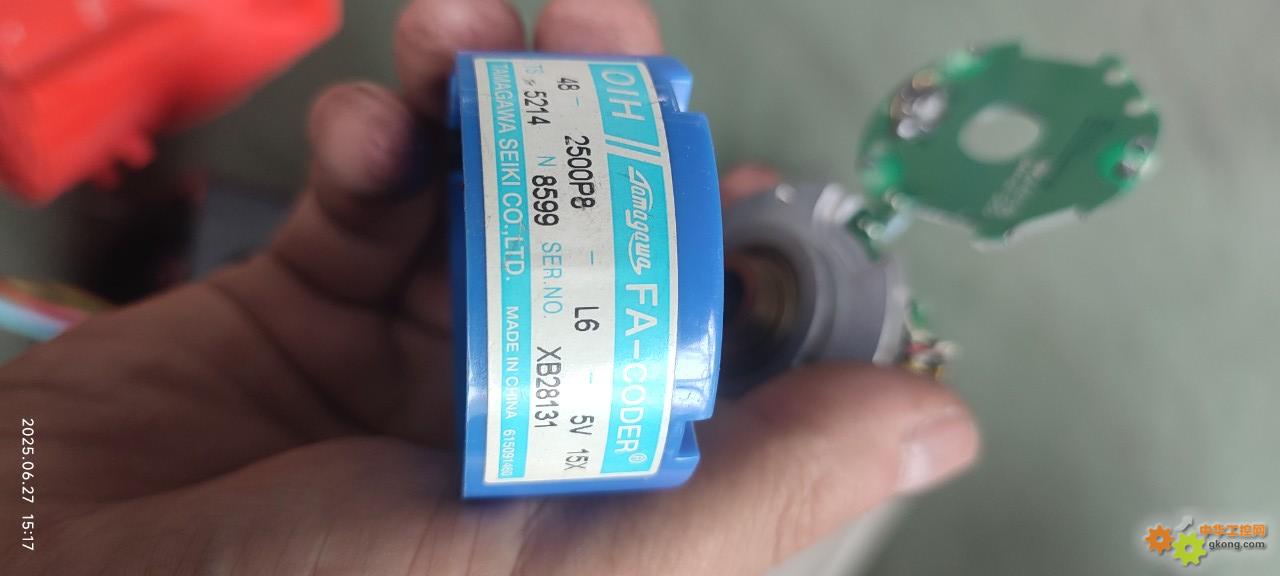 OIH // Tamagawa FA-CODER®
48 - 2500P8 - L6 - 5V 15X
TS 5214 N 8599 SER.NO. XB28131
TAMAGAWA SEIKI CO.,LTD. MADE IN CHINA 615091460
2025.06.27 15:17
中华工控网
gkong.com